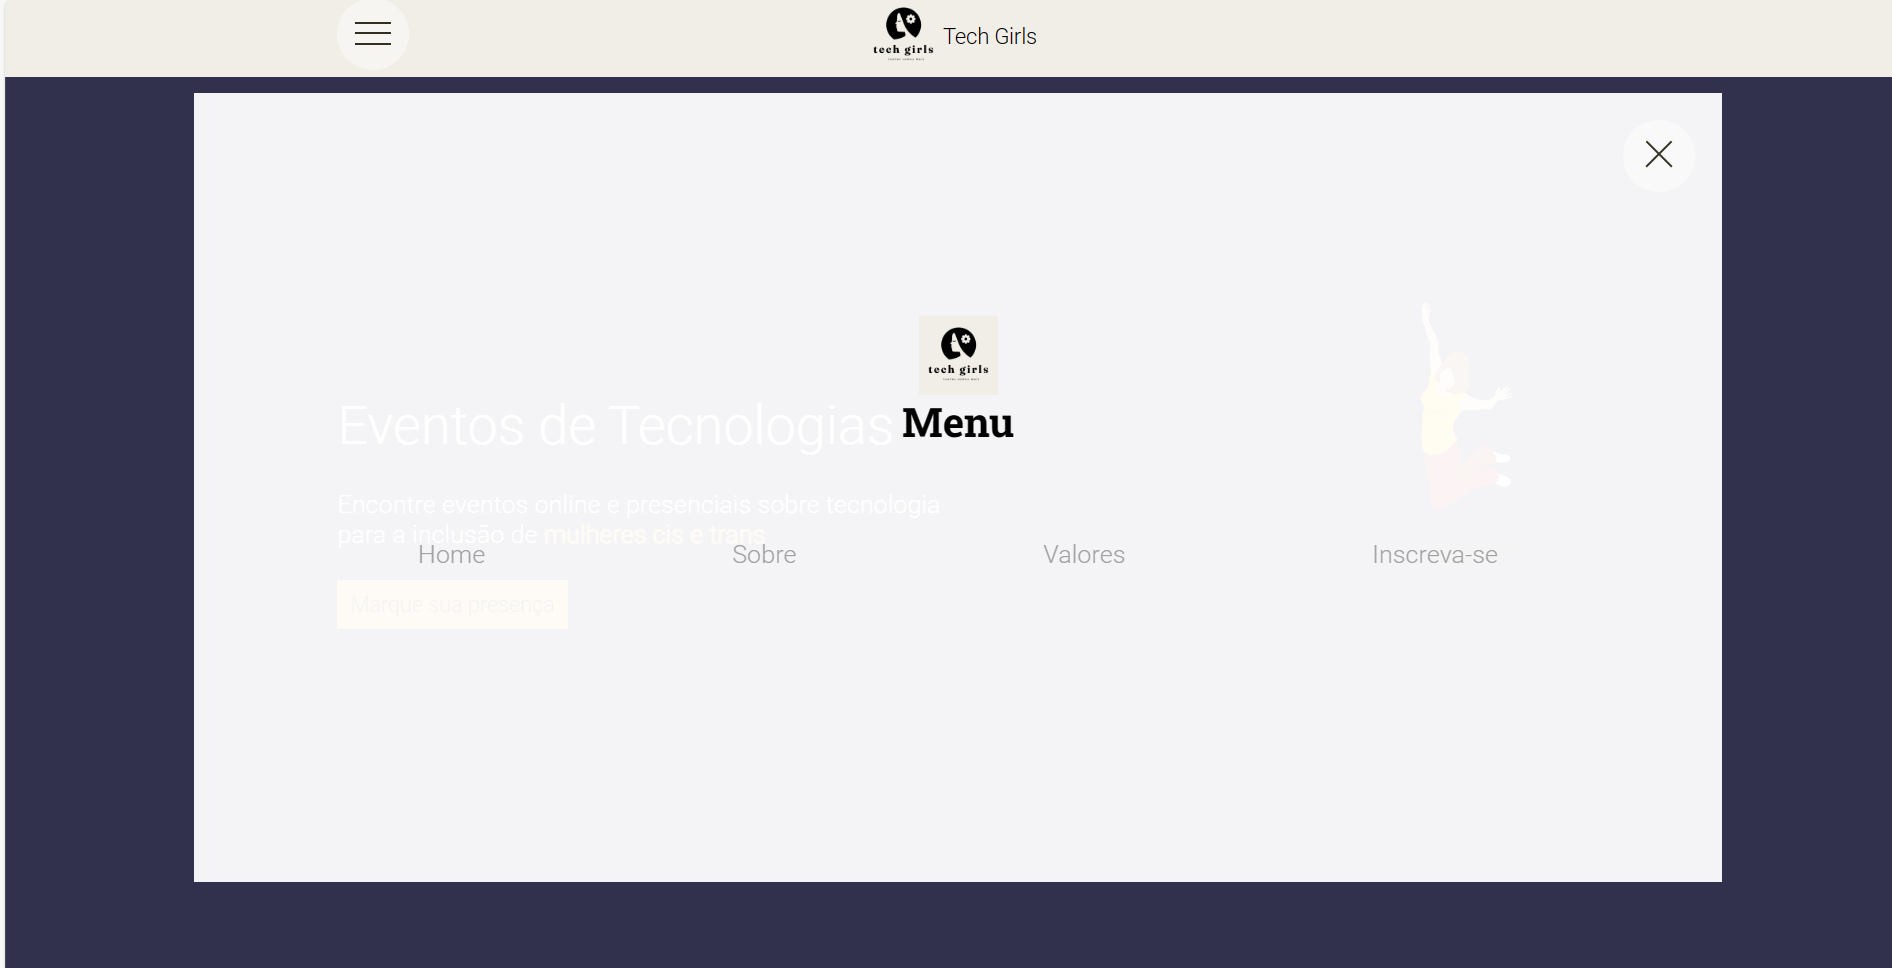 tech girls
Tech Girls
tech girls
Menu
Eventos de Tecnologias
Encontre eventos online e presenciais sobre tecnologia
para a inclusão de mulheres cis e trans
Home Sobre Valores Inscreva-se
Marque sua presença